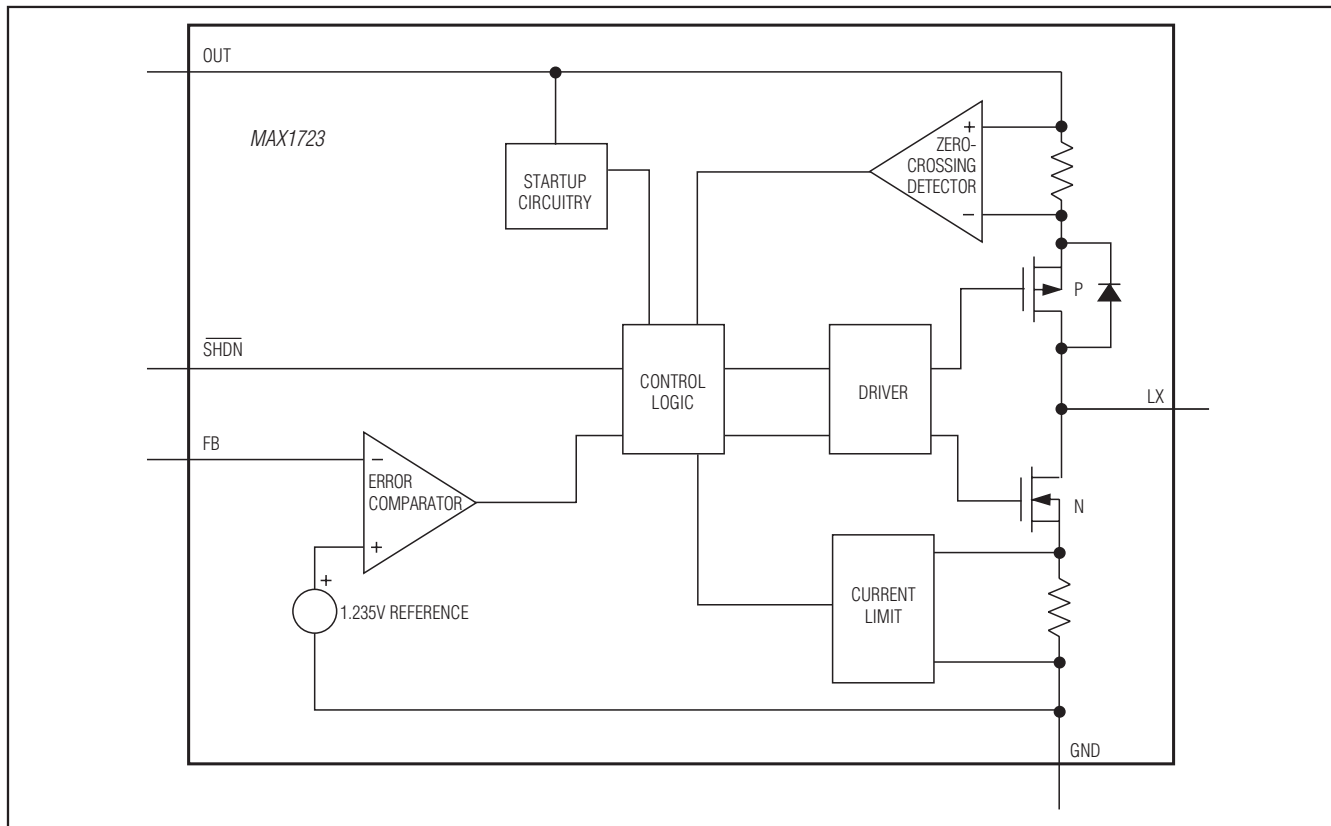 OUT
MAX1723
STARTUP
CIRCUITRY
+
ZERO-
CROSSING
DETECTOR
−
P
SHDN
CONTROL
LOGIC
DRIVER
LX
FB
−
ERROR
COMPARATOR
+
N
+
1.235V REFERENCE
CURRENT
LIMIT
GND